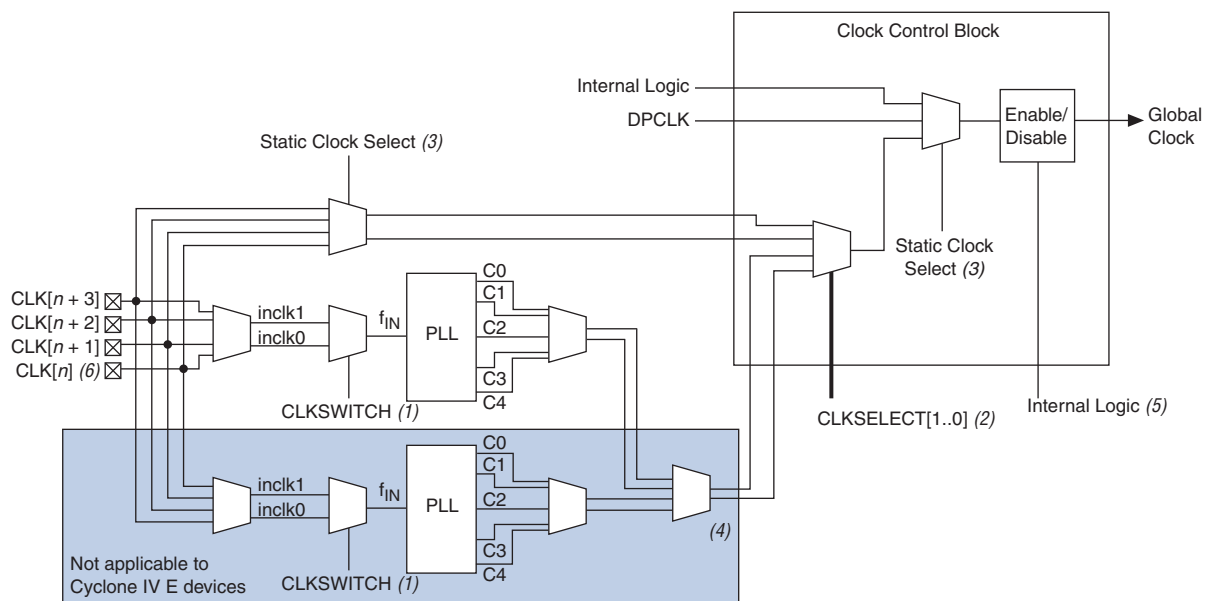 Clock Control Block
Internal Logic
DPCLK
Enable/
Disable
Global
Clock
Static Clock Select (3)
Static Clock
Select (3)
CLK[n + 3]
CLK[n + 2]
CLK[n + 1]
CLK[n] (6)
inclk1
inclk0
fIN
PLL
C0
C1
C2
C3
C4
CLKSWITCH (1)
CLKSELECT[1..0] (2)
Internal Logic (5)
inclk1
inclk0
fIN
PLL
C0
C1
C2
C3
C4
(4)
Not applicable to
Cyclone IV E devices
CLKSWITCH (1)